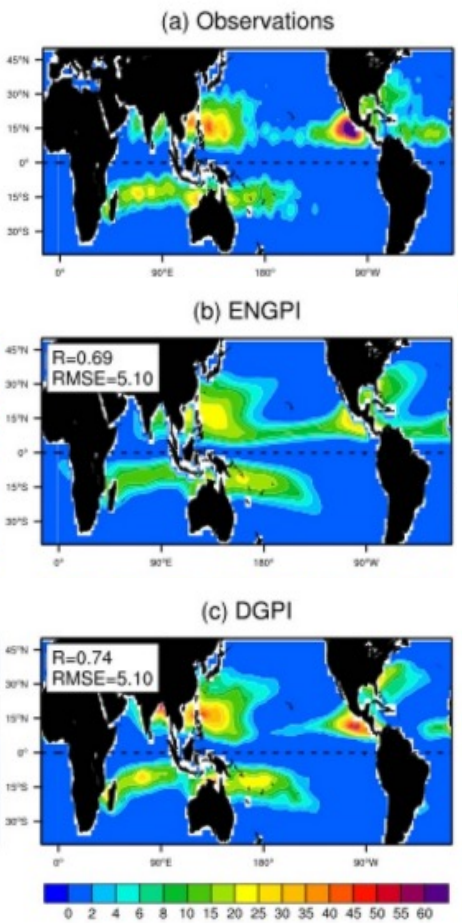 (a) Observations
45°N
30°N
15°N
0°
15°S
30°S
0° 90°E 180° 90°W
(b) ENGPI
R=0.69
RMSE=5.10
45°N
30°N
15°N
0°
15°S
30°S
0° 90°E 180° 90°W
(c) DGPI
R=0.74
RMSE=5.10
45°N
30°N
15°N
0°
15°S
30°S
0° 90°E 180° 90°W
0 2 4 6 8 10 15 20 25 30 35 40 45 50 55 60